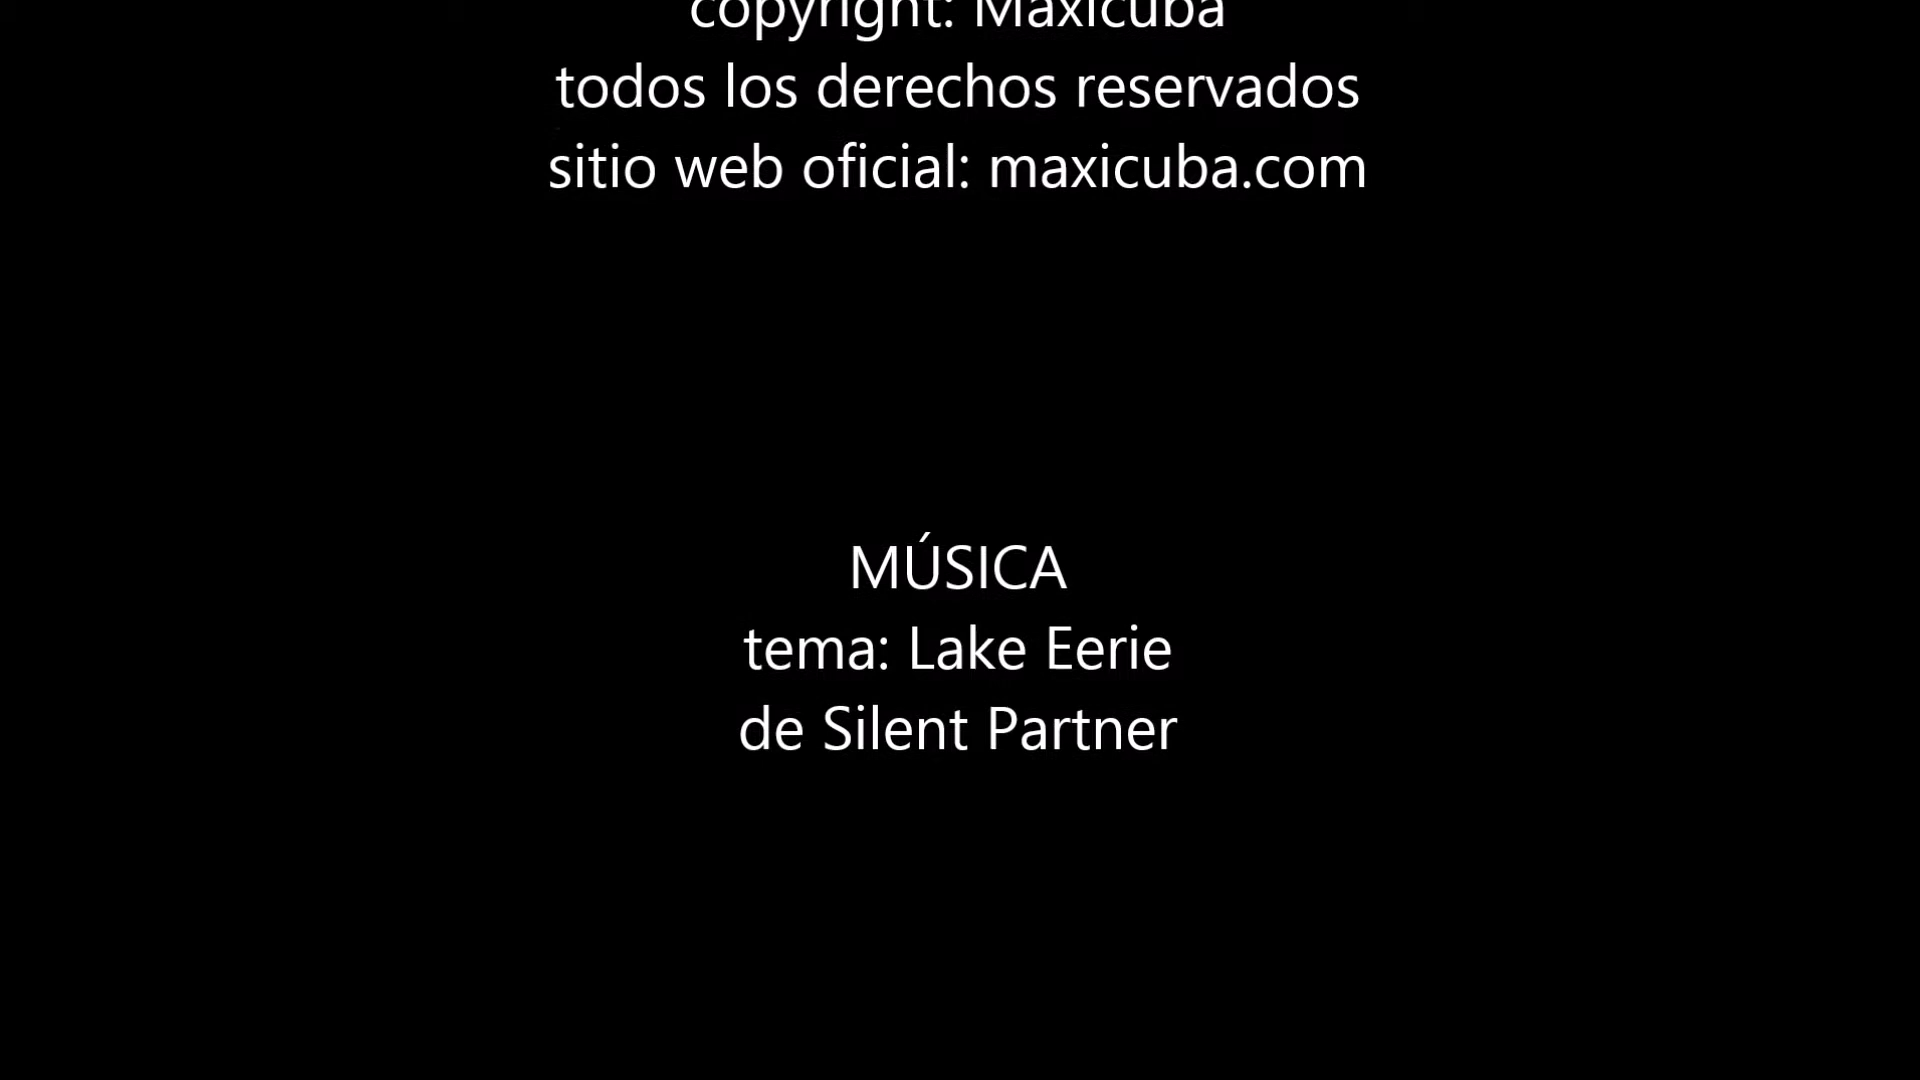 copyright: Maxicuba
todos los derechos reservados
sitio web oficial: maxicuba.com
MÚSICA
tema: Lake Eerie
de Silent Partner